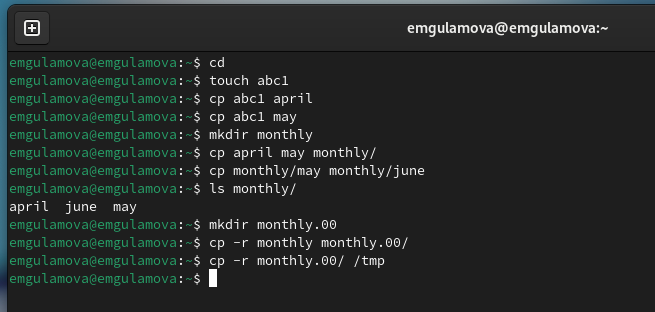 emgulamova@emgulamova:~
emgulamova@emgulamova:~$ cd
emgulamova@emgulamova:~$ touch abc1
emgulamova@emgulamova:~$ cp abc1 april
emgulamova@emgulamova:~$ cp abc1 may
emgulamova@emgulamova:~$ mkdir monthly
emgulamova@emgulamova:~$ cp april may monthly/
emgulamova@emgulamova:~$ cp monthly/may monthly/june
emgulamova@emgulamova:~$ ls monthly/
april  june  may
emgulamova@emgulamova:~$ mkdir monthly.00
emgulamova@emgulamova:~$ cp -r monthly monthly.00/
emgulamova@emgulamova:~$ cp -r monthly.00/ /tmp
emgulamova@emgulamova:~$